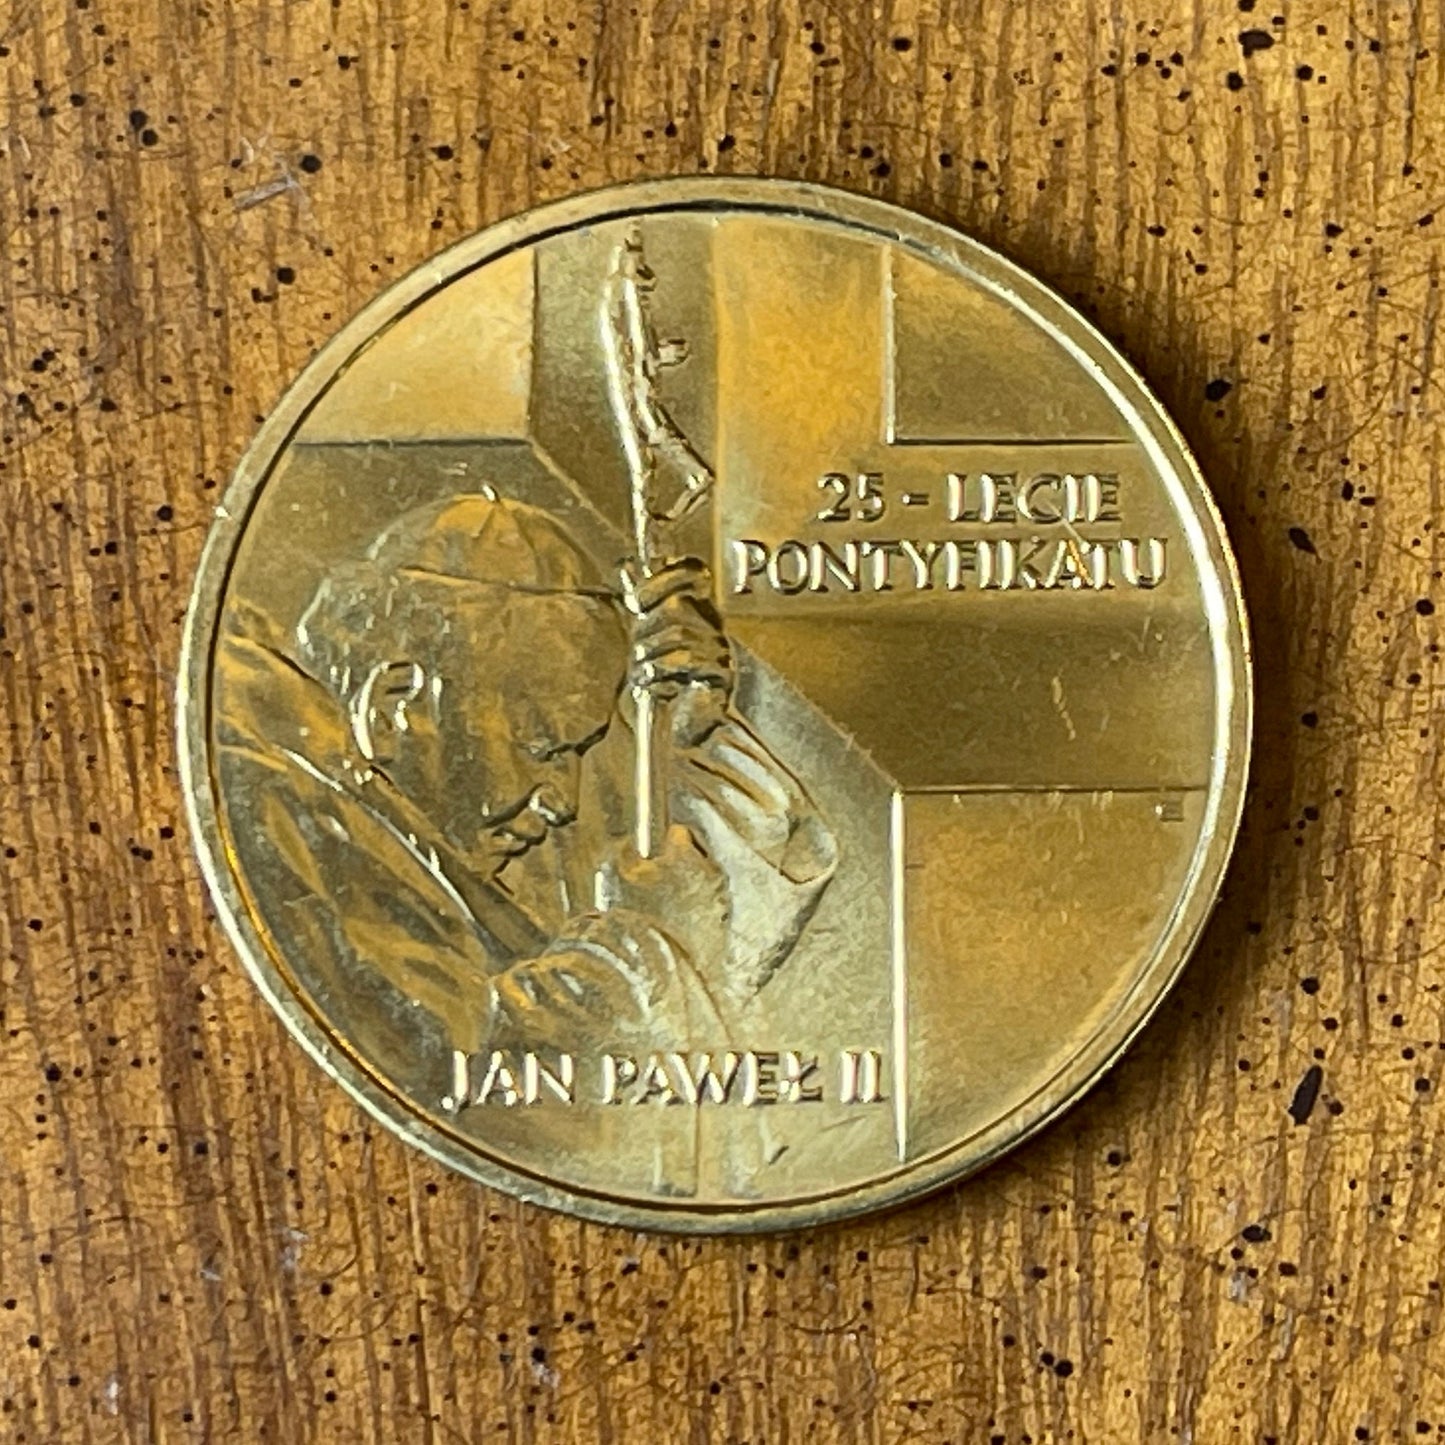 25 - LECIE
PONTYFIKATU
JAN PAWEŁ II